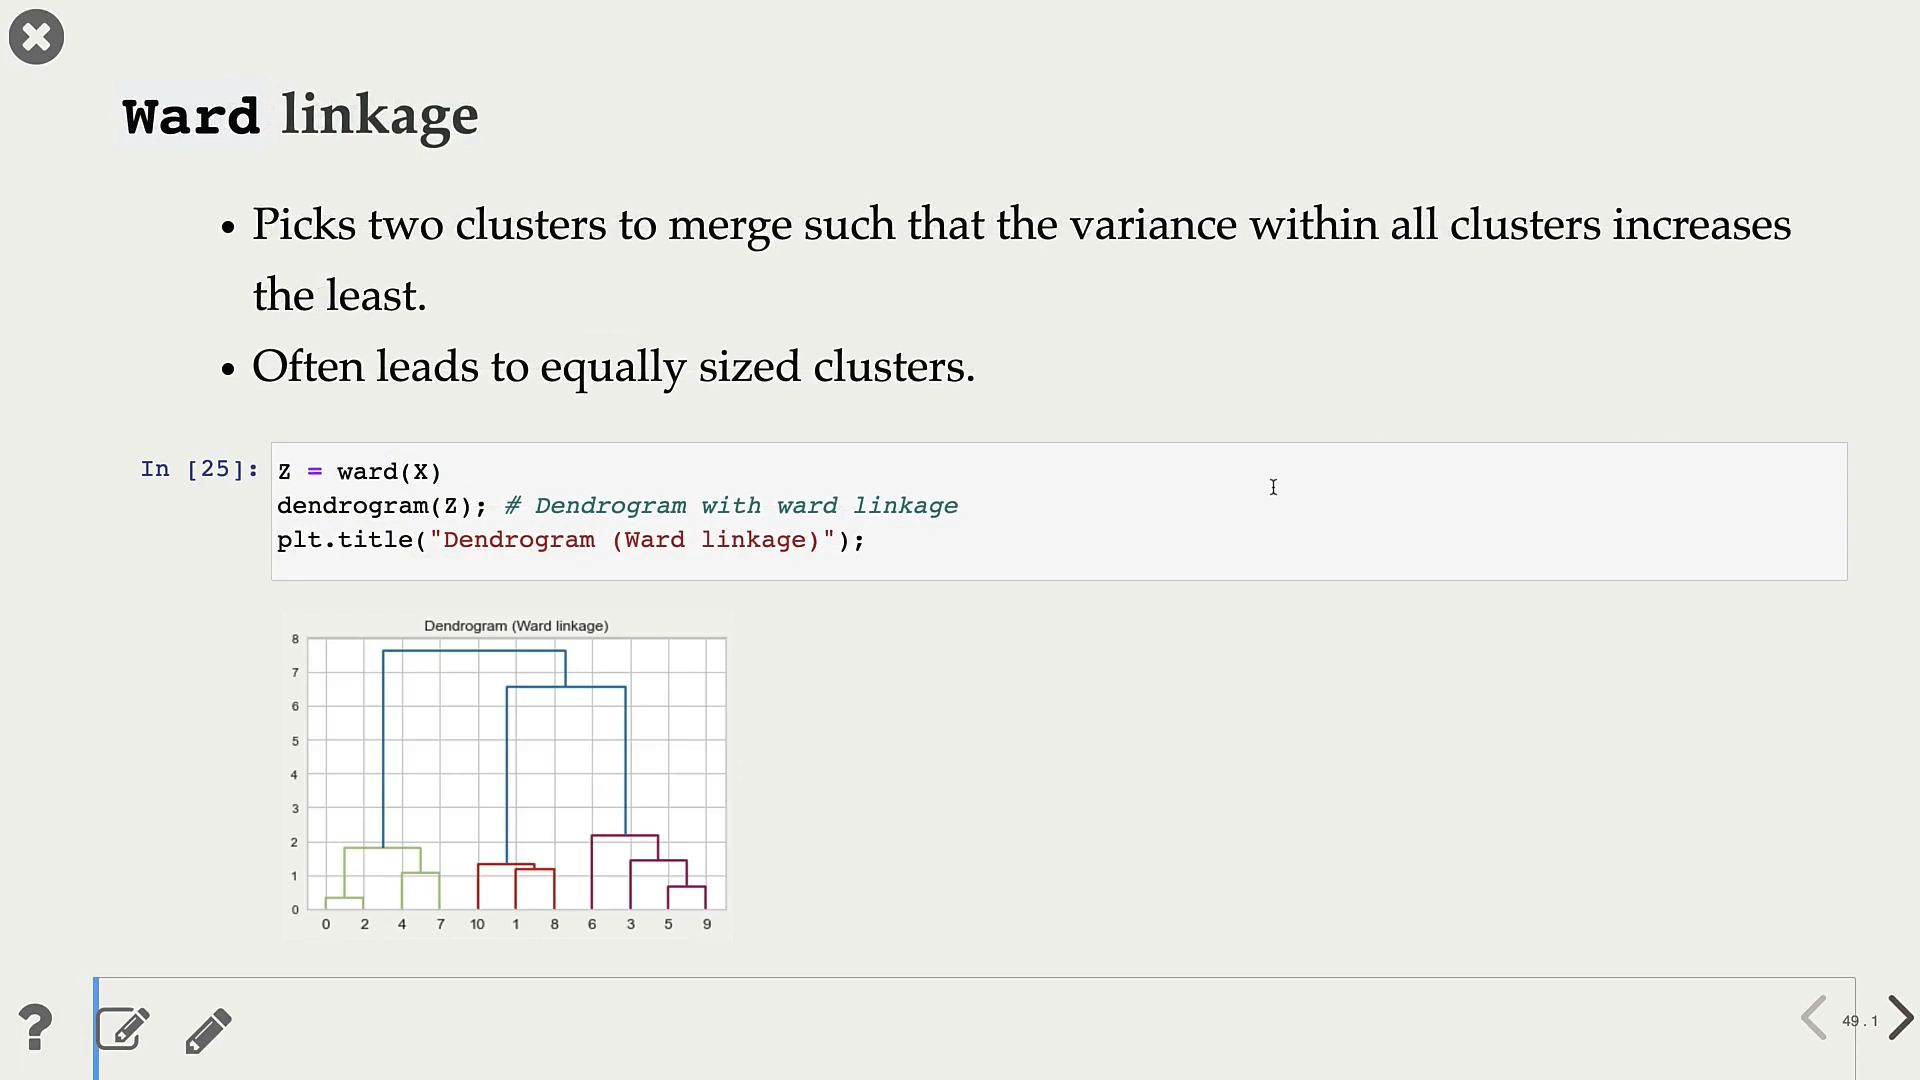 Ward linkage
• Picks two clusters to merge such that the variance within all clusters increases
the least.
• Often leads to equally sized clusters.
In [25]:
Z = ward(X)
dendrogram(Z); # Dendrogram with ward linkage
plt.title("Dendrogram (Ward linkage)");
Dendrogram (Ward linkage)
8
7
6
5
4
3
2
1
0
0 2 4 7 10 1 8 6 3 5 9
?
49.1